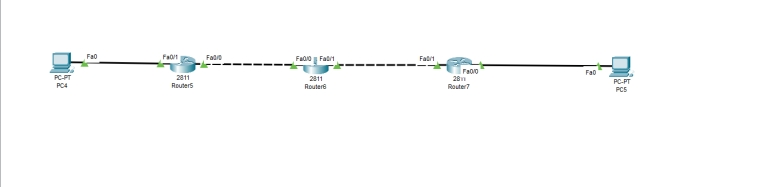 Fa0
PC-PT
PC4
Fa0/1
Fa0/0
2811
Router5
Fa0/0
Fa0/1
2811
Router6
Fa0/1
Fa0/0
2811
Router7
Fa0
PC-PT
PC5